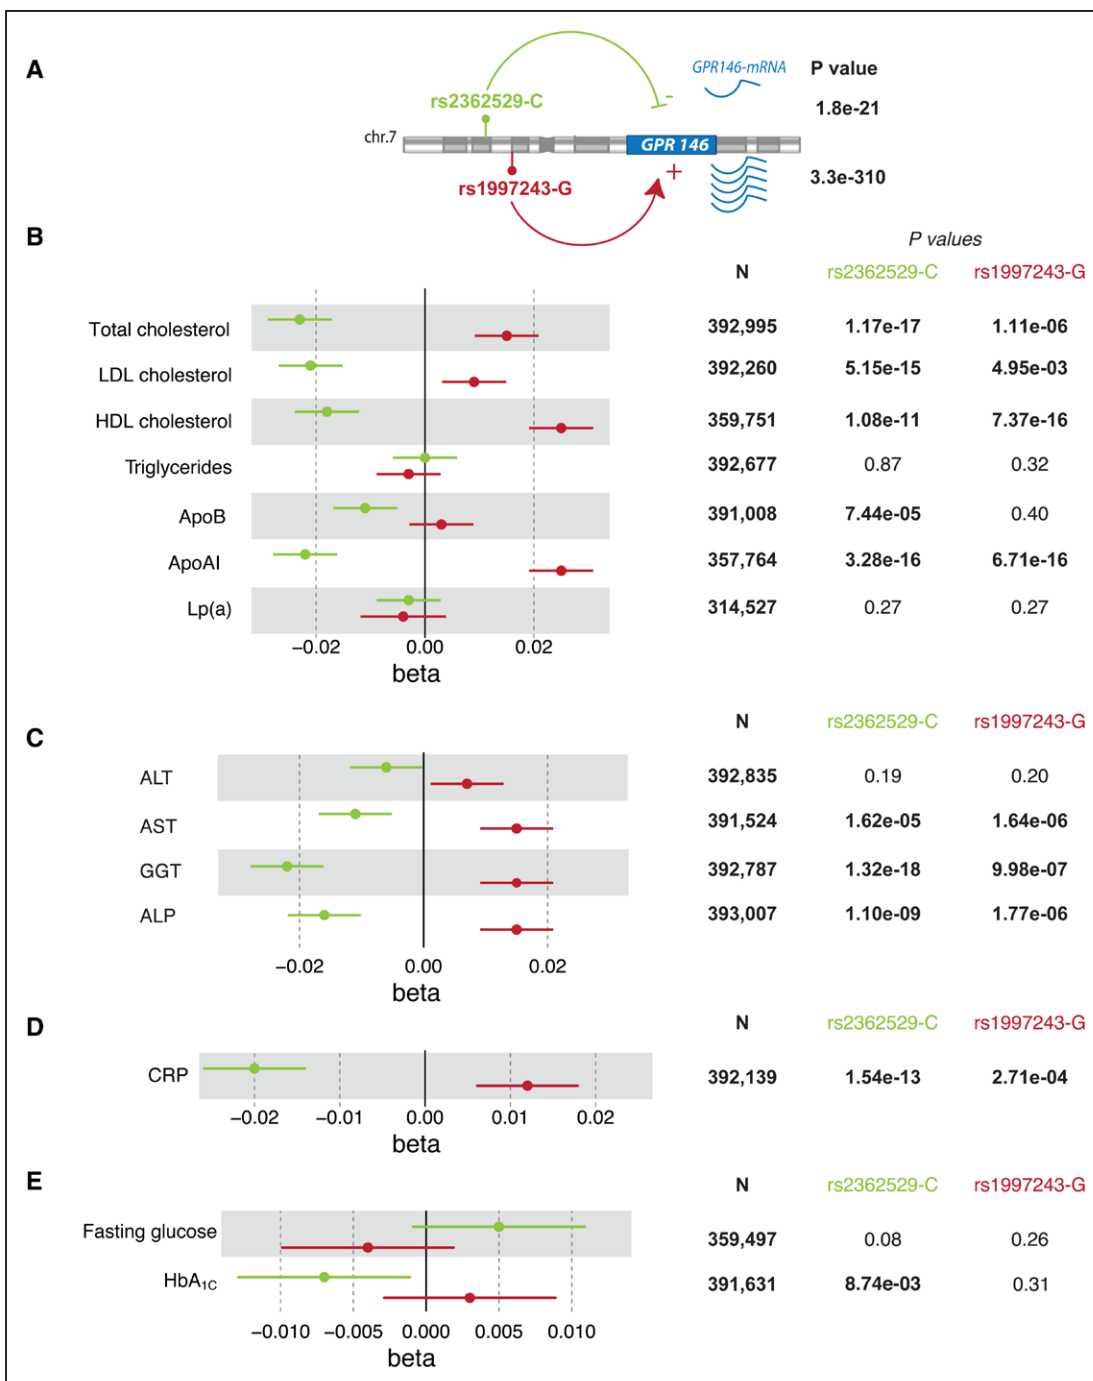 A
GPR146-mRNA P value
rs2362529-C
1.8e-21
chr.7
GPR 146
+
-
rs1997243-G
3.3e-310
B
P values
N rs2362529-C rs1997243-G
Total cholesterol 392,995 1.17e-17 1.11e-06
LDL cholesterol 392,260 5.15e-15 4.95e-03
HDL cholesterol 359,751 1.08e-11 7.37e-16
Triglycerides 392,677 0.87 0.32
ApoB 391,008 7.44e-05 0.40
ApoAI 357,764 3.28e-16 6.71e-16
Lp(a) 314,527 0.27 0.27
−0.02 0.00 0.02
beta
C
N rs2362529-C rs1997243-G
ALT 392,835 0.19 0.20
AST 391,524 1.62e-05 1.64e-06
GGT 392,787 1.32e-18 9.98e-07
ALP 393,007 1.10e-09 1.77e-06
−0.02 0.00 0.02
beta
D
N rs2362529-C rs1997243-G
CRP 392,139 1.54e-13 2.71e-04
−0.02 −0.01 0.00 0.01 0.02
beta
E
N rs2362529-C rs1997243-G
Fasting glucose 359,497 0.08 0.26
HbA1C 391,631 8.74e-03 0.31
−0.010 −0.005 0.000 0.005 0.010
beta